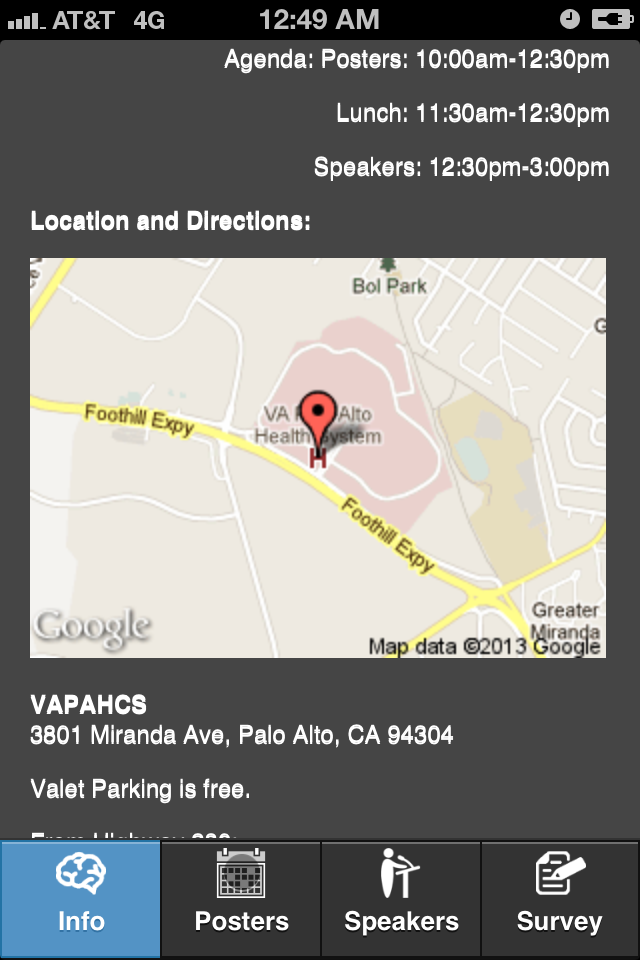 AT&T 4G 12:49 AM
Agenda: Posters: 10:00am-12:30pm
Lunch: 11:30am-12:30pm
Speakers: 12:30pm-3:00pm
Location and Directions:
Bol Park
Foothill Expy
VA Alto
Health System
H
Foothill Expy
Greater
Miranda
Google
Map data ©2013 Google
VAPAHCS
3801 Miranda Ave, Palo Alto, CA 94304
Valet Parking is free.
Info Posters Speakers Survey